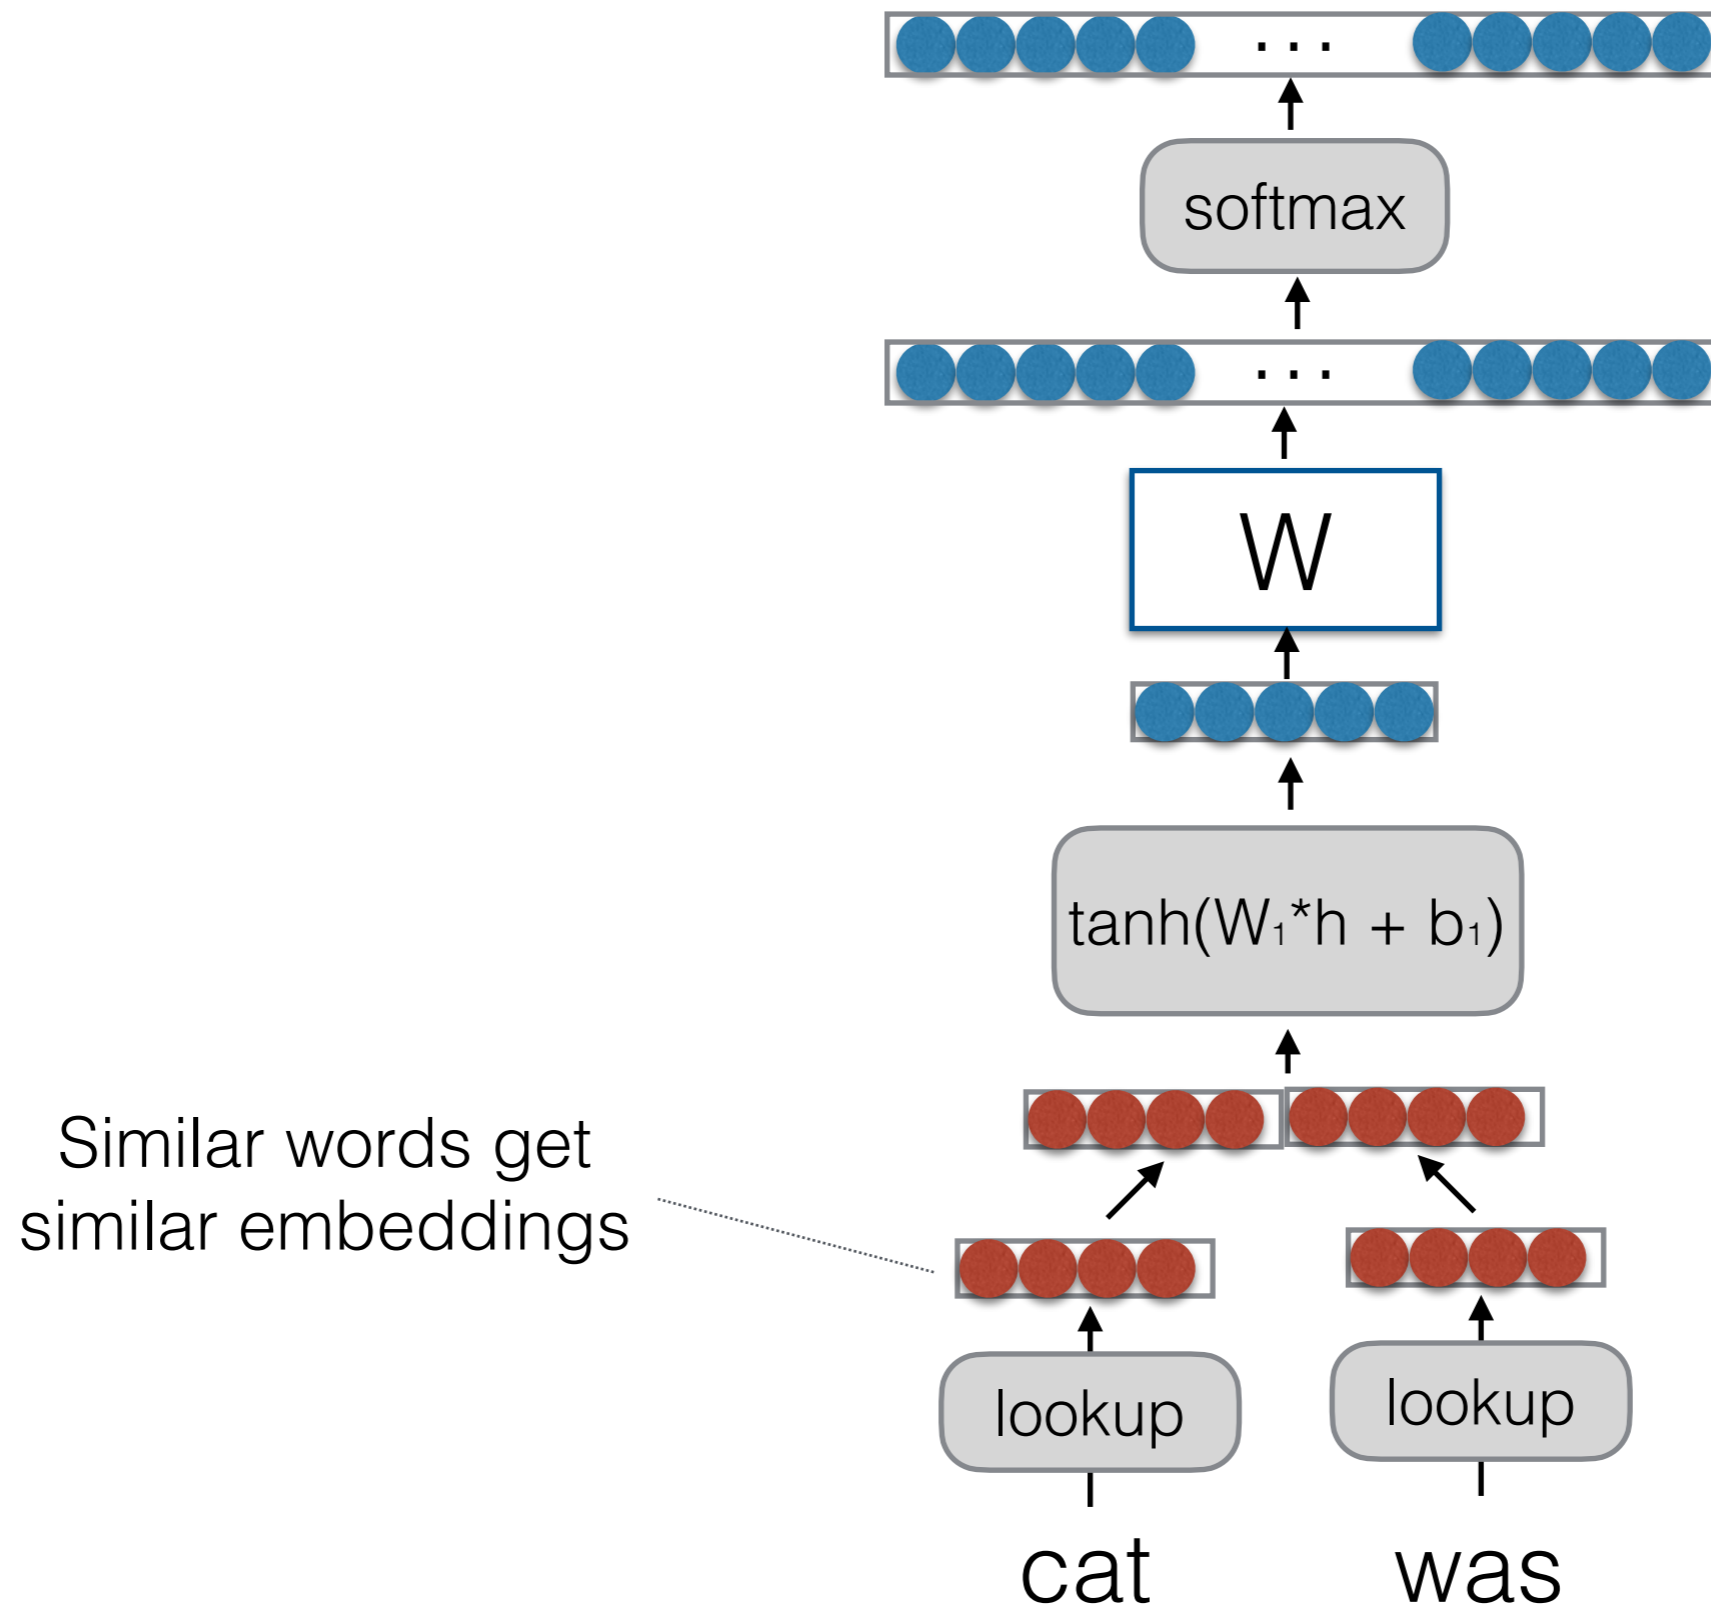 ...
softmax
...
W
tanh(W₁*h + b₁)
Similar words get
similar embeddings
lookup
lookup
cat
was